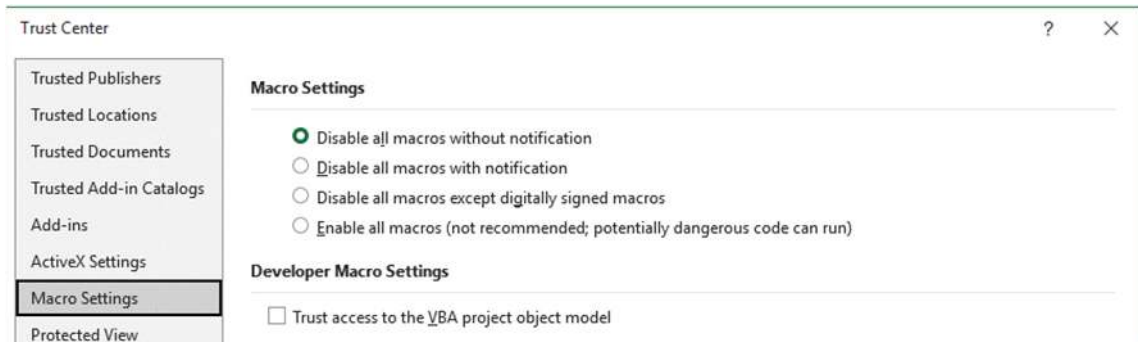 Trust Center
?
Trusted Publishers
Trusted Locations
Trusted Documents
Trusted Add-in Catalogs
Add-ins
ActiveX Settings
Macro Settings
Protected View
Macro Settings
Disable all macros without notification
Disable all macros with notification
Disable all macros except digitally signed macros
Enable all macros (not recommended; potentially dangerous code can run)
Developer Macro Settings
Trust access to the VBA project object model